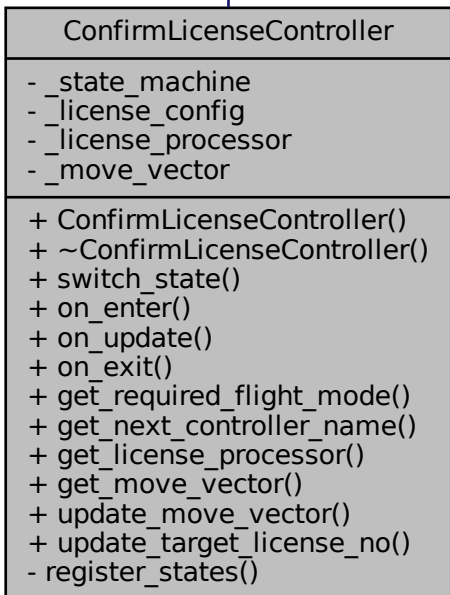 ConfirmLicenseController
- _state_machine
- _license_config
- _license_processor
- _move_vector
+ ConfirmLicenseController()
+ ~ConfirmLicenseController()
+ switch_state()
+ on_enter()
+ on_update()
+ on_exit()
+ get_required_flight_mode()
+ get_next_controller_name()
+ get_license_processor()
+ get_move_vector()
+ update_move_vector()
+ update_target_license_no()
- register_states()